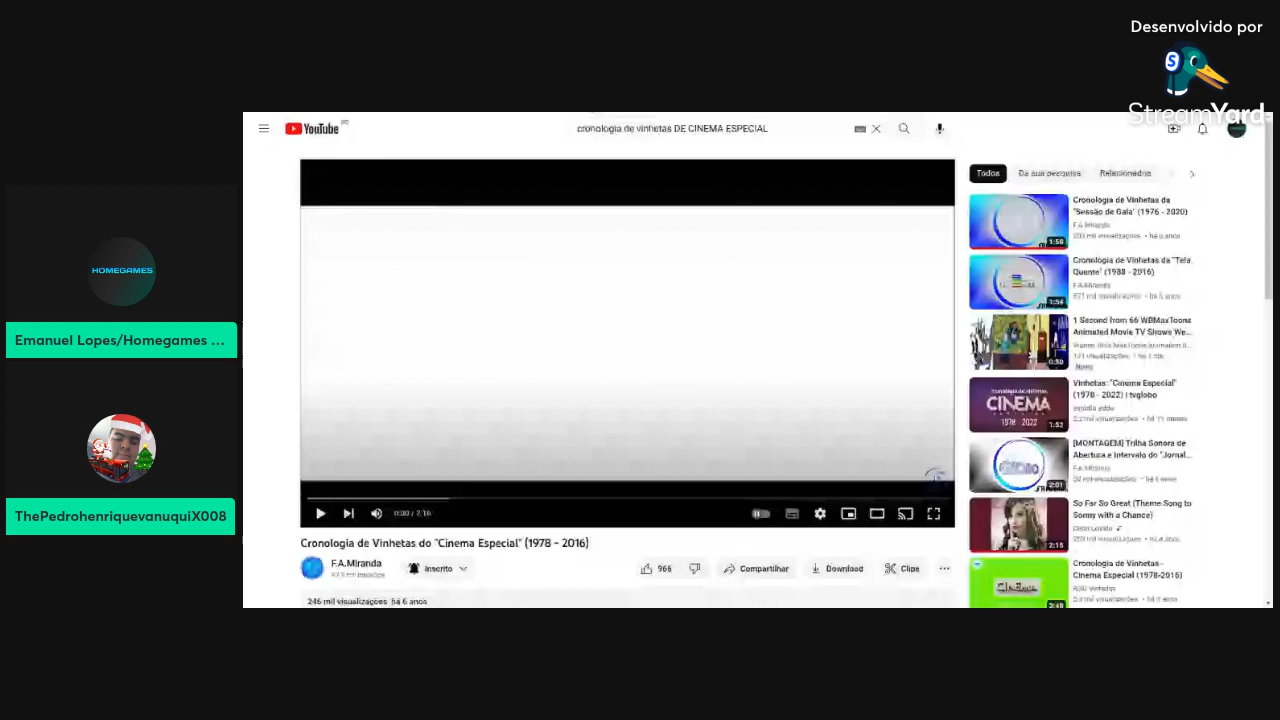 Desenvolvido por
StreamYard
YouTube
cronologia de vinhetas DE CINEMA ESPECIAL
HOMEGAMES
Emanuel Lopes/Homegames ...
ThePedrohenriquevanuquiX008
0:00 / 2:16
Cronologia de Vinhetas do "Cinema Especial" (1978 - 2016)
F.A.Miranda
Inscrito
966
Compartilhar
Download
Clipe
246 mil visualizações há 6 anos
Todos
Da sua pesquisa
Relacionados
Cronologia de Vinhetas da
"Sessão de Gala" (1976 - 2020)
F.A.Miranda
1:58
Cronologia de Vinhetas da "Tela
Quente" (1988 - 2016)
F.A.Miranda
1:54
1 Second from 66 WBMaxToons
Animated Movie TV Shows We...
0:50
Novo
Vinhetas: "Cinema Especial"
(1978 - 2022) | tvglobo
CINEMA
1978 2022
1:52
[MONTAGEM] Trilha Sonora de
Abertura e Intervalo do "Jornal...
F.A.Miranda
2:01
So Far So Great (Theme Song to
Sonny with a Chance)
2:15
Cronologia de Vinhetas -
Cinema Especial (1978-2016)
3:48